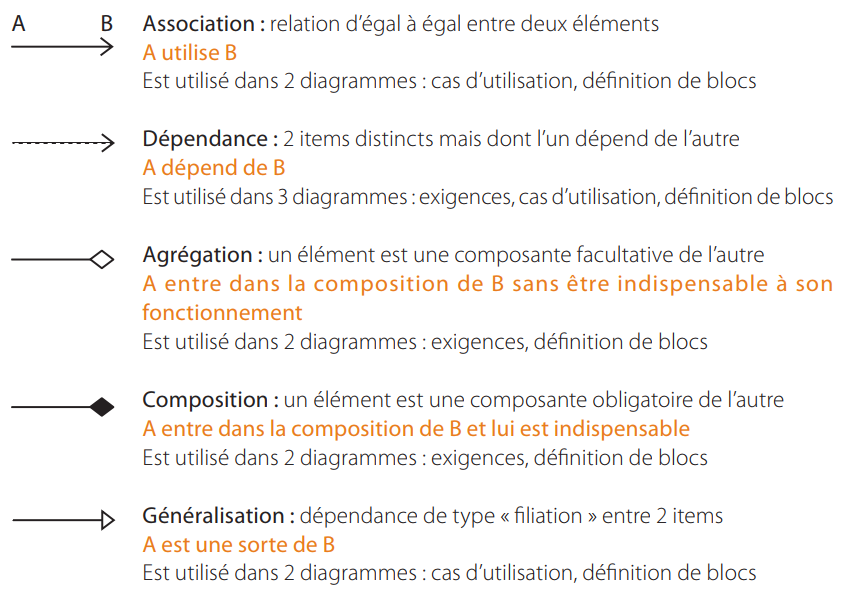 A B Association : relation d’égal à égal entre deux éléments
A utilise B
Est utilisé dans 2 diagrammes : cas d’utilisation, définition de blocs
Dépendance : 2 items distincts mais dont l’un dépend de l’autre
A dépend de B
Est utilisé dans 3 diagrammes : exigences, cas d’utilisation, définition de blocs
Agrégation : un élément est une composante facultative de l’autre
A entre dans la composition de B sans être indispensable à son
fonctionnement
Est utilisé dans 2 diagrammes : exigences, définition de blocs
Composition : un élément est une composante obligatoire de l’autre
A entre dans la composition de B et lui est indispensable
Est utilisé dans 2 diagrammes : exigences, définition de blocs
Généralisation : dépendance de type « filiation » entre 2 items
A est une sorte de B
Est utilisé dans 2 diagrammes : cas d’utilisation, définition de blocs